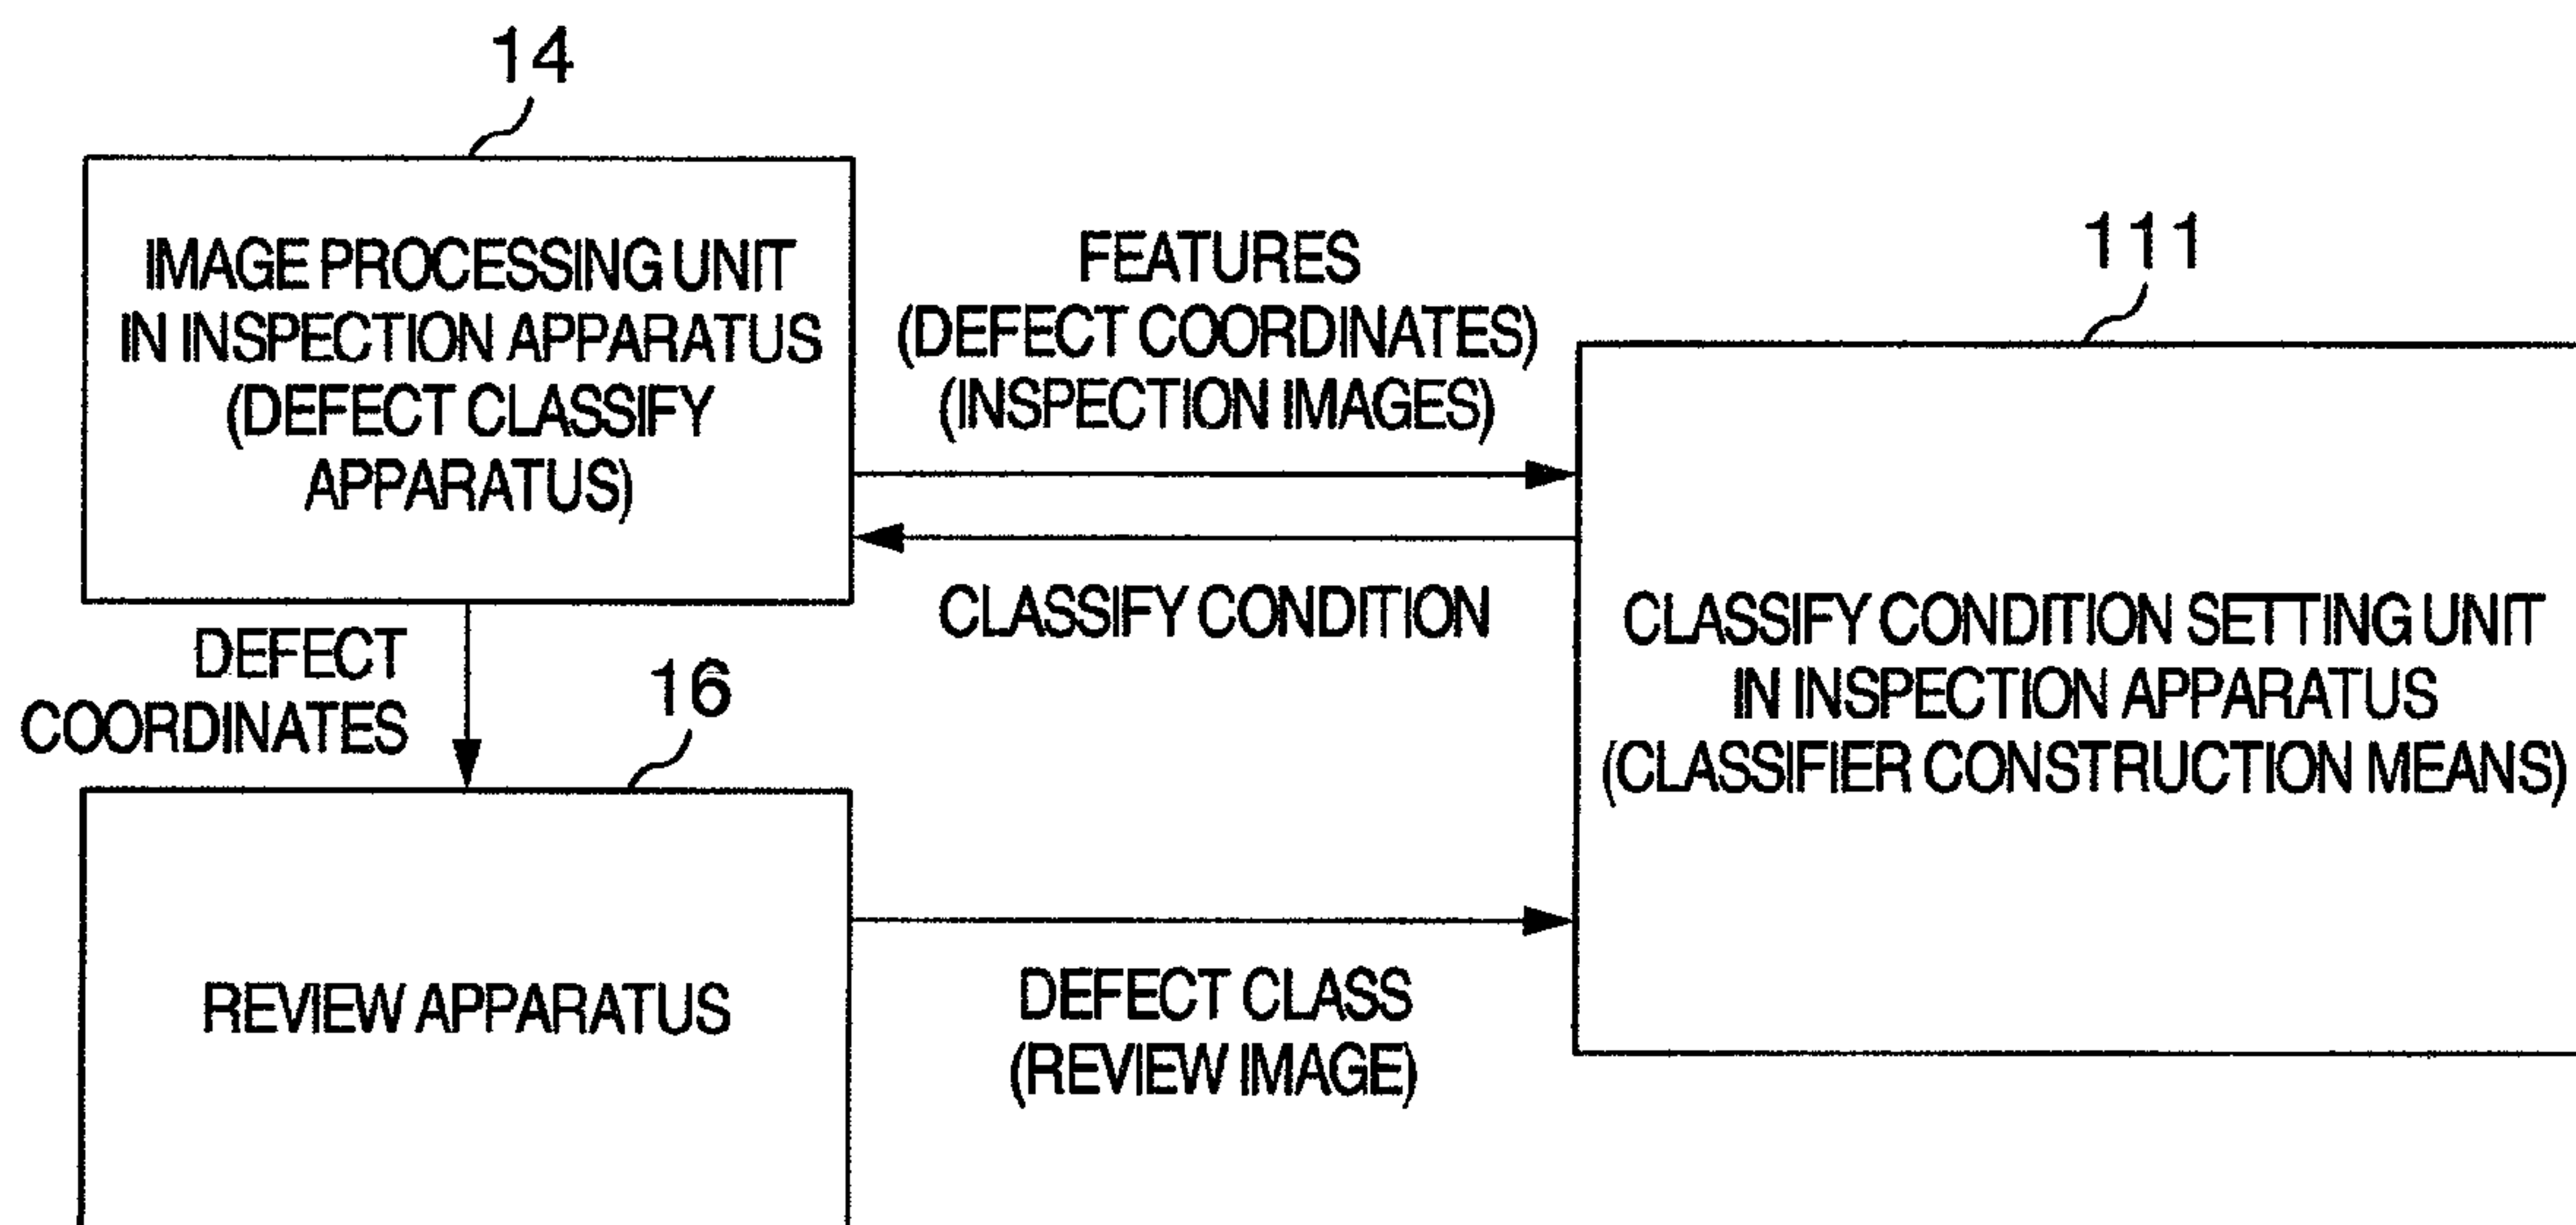 14
IMAGE PROCESSING UNIT
IN INSPECTION APPARATUS
(DEFECT CLASSIFY
APPARATUS)
FEATURES
(DEFECT COORDINATES)
(INSPECTION IMAGES)
CLASSIFY CONDITION
111
CLASSIFY CONDITION SETTING UNIT
IN INSPECTION APPARATUS
(CLASSIFIER CONSTRUCTION MEANS)
DEFECT
COORDINATES
16
REVIEW APPARATUS
DEFECT CLASS
(REVIEW IMAGE)